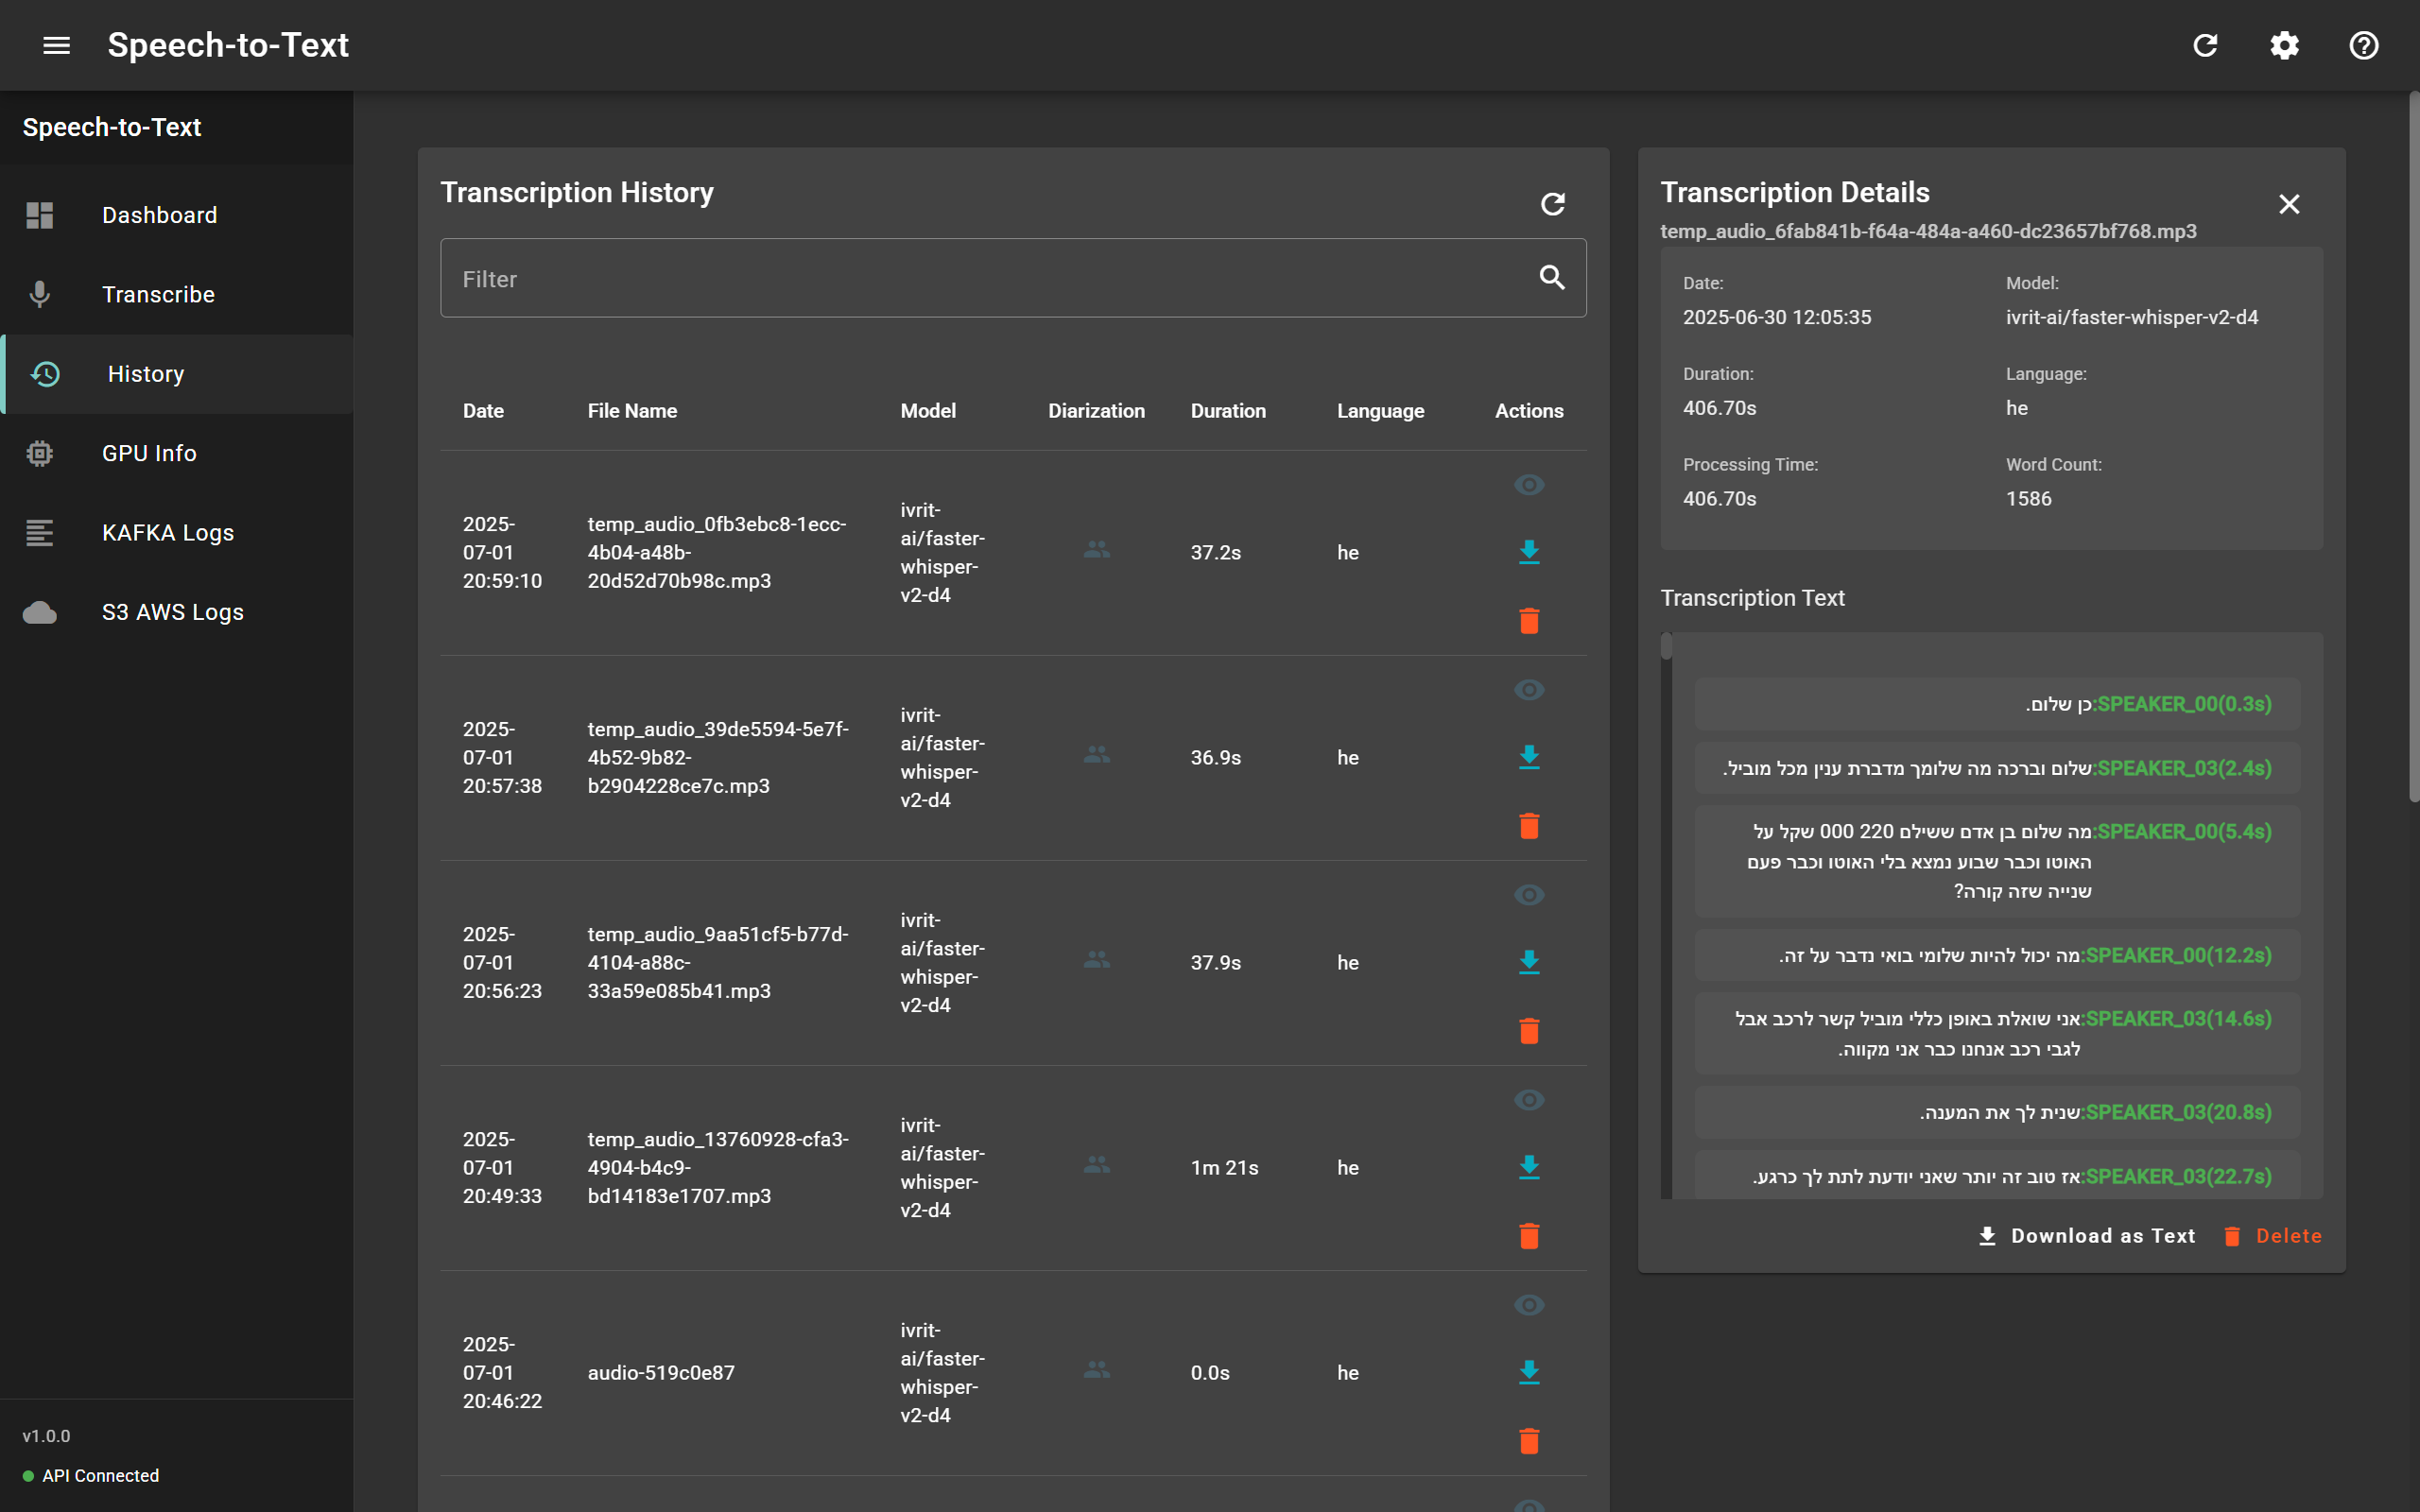 Speech-to-Text
Speech-to-Text
Dashboard
Transcribe
History
GPU Info
KAFKA Logs
S3 AWS Logs
v1.0.0
API Connected
Transcription History
Filter
Date File Name Model Diarization Duration Language Actions
2025-07-01 20:59:10 temp_audio_0fb3ebc8-1ecc-4b04-a48b-20d52d70b98c.mp3 ivrit-ai/faster-whisper-v2-d4 37.2s he
2025-07-01 20:57:38 temp_audio_39de5594-5e7f-4b52-9b82-b2904228ce7c.mp3 ivrit-ai/faster-whisper-v2-d4 36.9s he
2025-07-01 20:56:23 temp_audio_9aa51cf5-b77d-4104-a88c-33a59e085b41.mp3 ivrit-ai/faster-whisper-v2-d4 37.9s he
2025-07-01 20:49:33 temp_audio_13760928-cfa3-4904-b4c9-bd14183e1707.mp3 ivrit-ai/faster-whisper-v2-d4 1m 21s he
2025-07-01 20:46:22 audio-519c0e87 ivrit-ai/faster-whisper-v2-d4 0.0s he
Transcription Details
temp_audio_6fab841b-f64a-484a-a460-dc23657bf768.mp3
Date: Model:
2025-06-30 12:05:35 ivrit-ai/faster-whisper-v2-d4
Duration: Language:
406.70s he
Processing Time: Word Count:
406.70s 1586
Transcription Text
SPEAKER_00(0.3s):כן שלום.
SPEAKER_03(2.4s):שלום וברכה מה שלומך מדברת ענין מכל מוביל.
SPEAKER_00(5.4s):מה שלום בן אדם ששילם 220 000 שקל על
האוטו וכבר שבוע נמצא בלי האוטו וכבר פעם
שנייה שזה קורה?
SPEAKER_00(12.2s):מה יכול להיות שלומי בואי נדבר על זה.
SPEAKER_03(14.6s):אני שואלת באופן כללי מוביל קשר לרכב אבל
לגבי רכב אנחנו כבר אני מקווה.
SPEAKER_03(20.8s):שנית לך את המענה.
SPEAKER_03(22.7s):אז טוב זה יותר שאני יודעת לתת לך כרגע.
Download as Text Delete